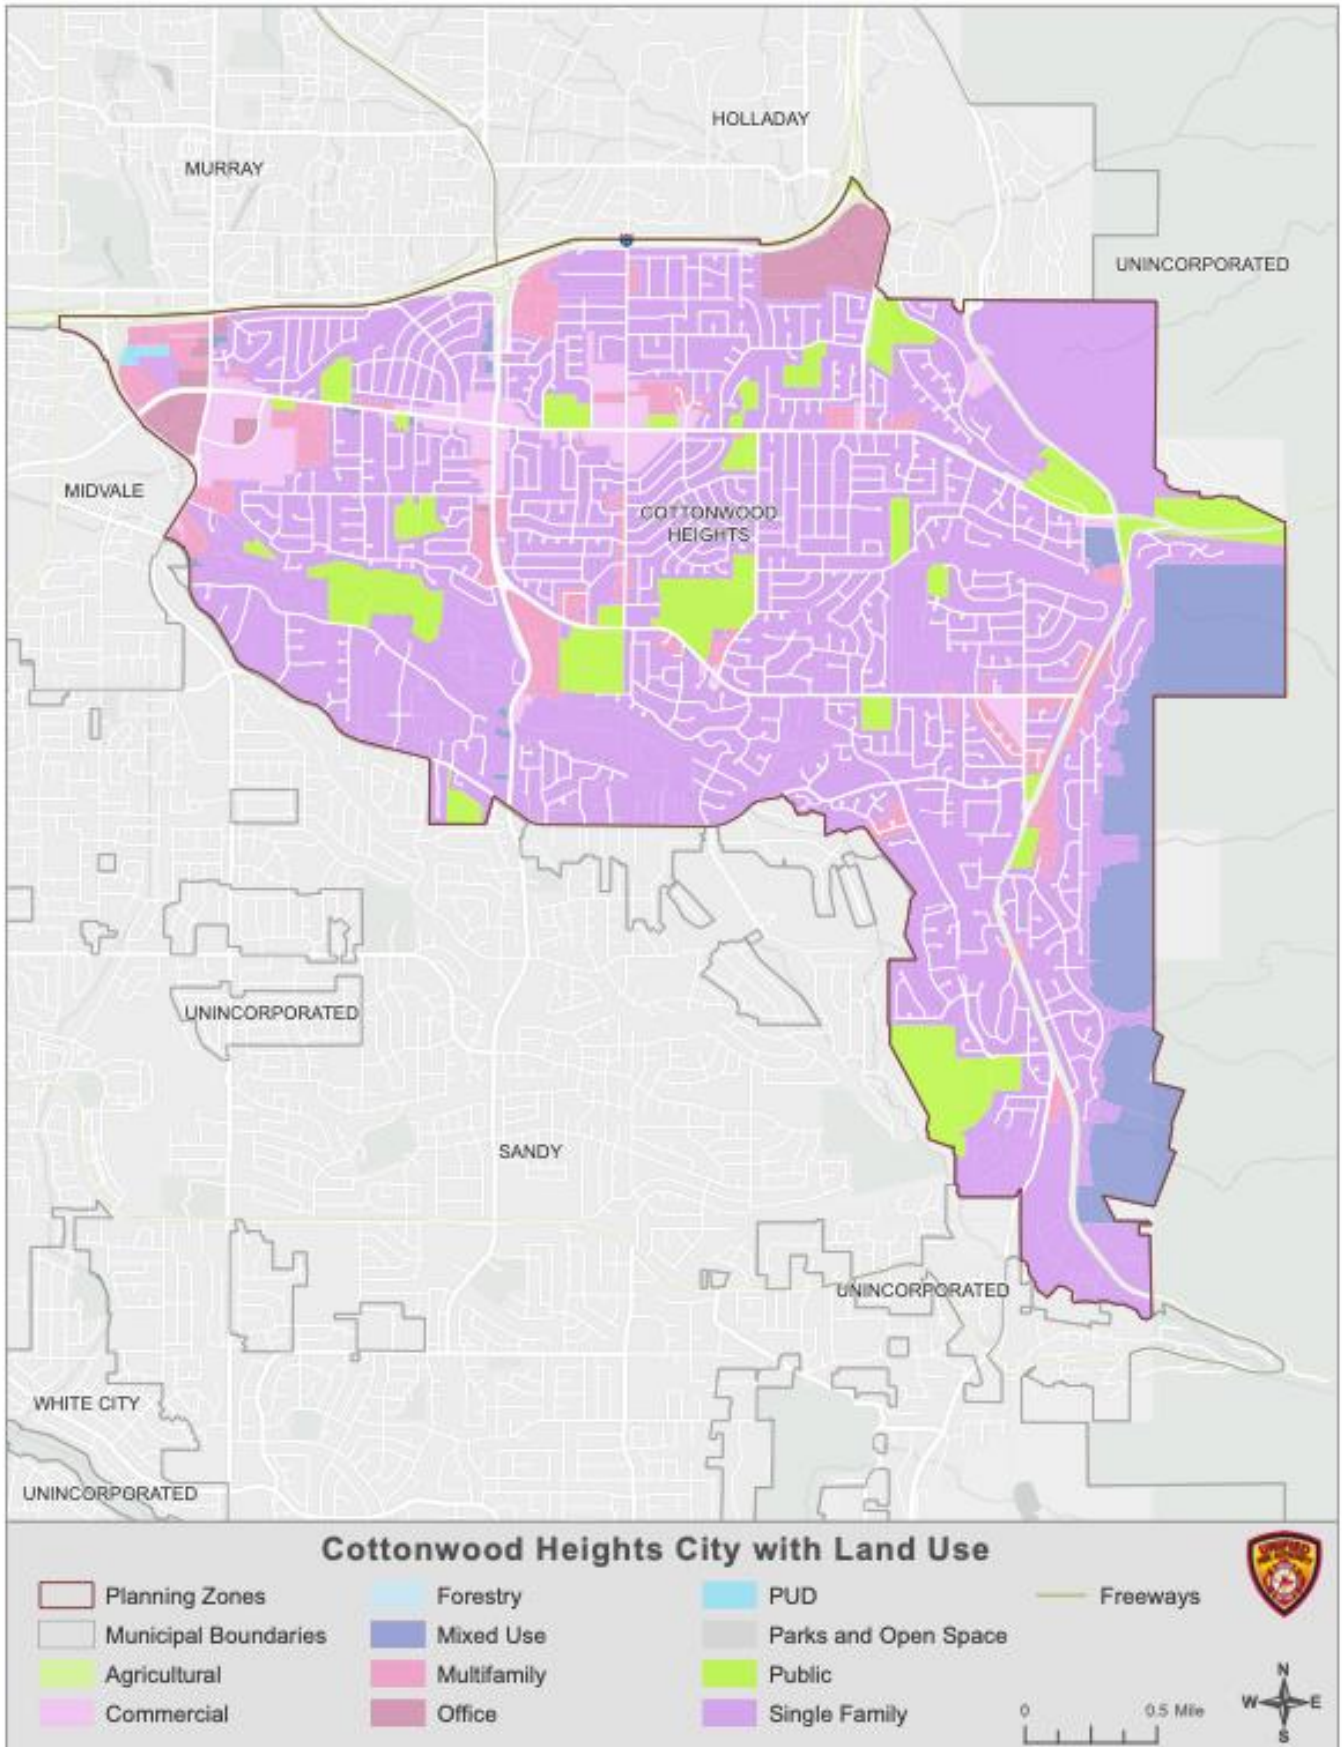 HOLLADAY
MURRAY
UNINCORPORATED
MIDVALE
COTTONWOOD
HEIGHTS
UNINCORPORATED
SANDY
UNINCORPORATED
WHITE CITY
UNINCORPORATED
Cottonwood Heights City with Land Use
Planning Zones
Municipal Boundaries
Agricultural
Commercial
Forestry
Mixed Use
Multifamily
Office
PUD
Parks and Open Space
Public
Single Family
Freeways
0 0.5 Mile
UNIFIED
N
W E
S